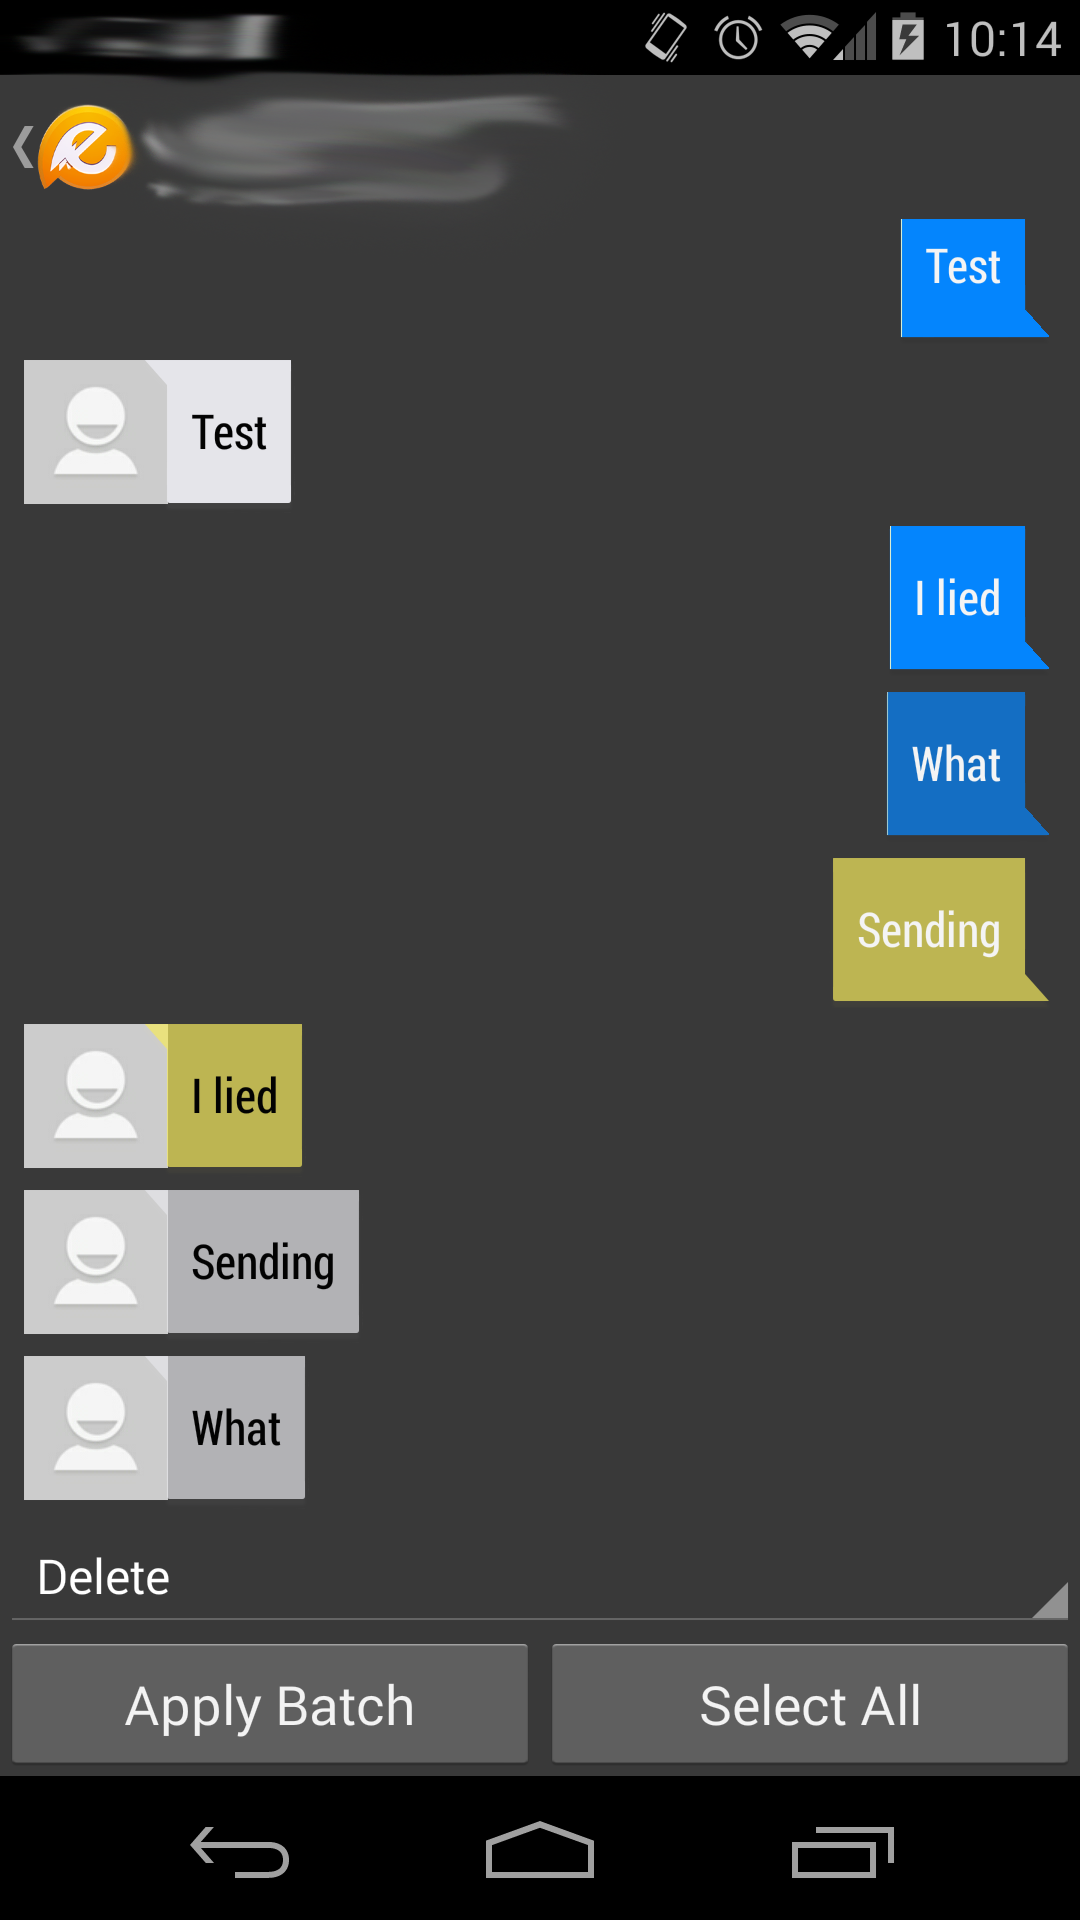 10:14
Test
Test
I lied
What
Sending
I lied
Sending
What
Delete
Apply Batch
Select All